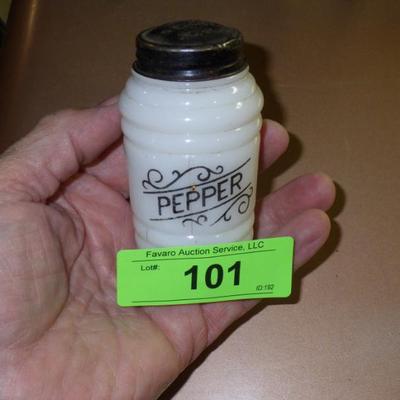 PEPPER
Favaro Auction Service, LLC
Lot#:
101
ID:192